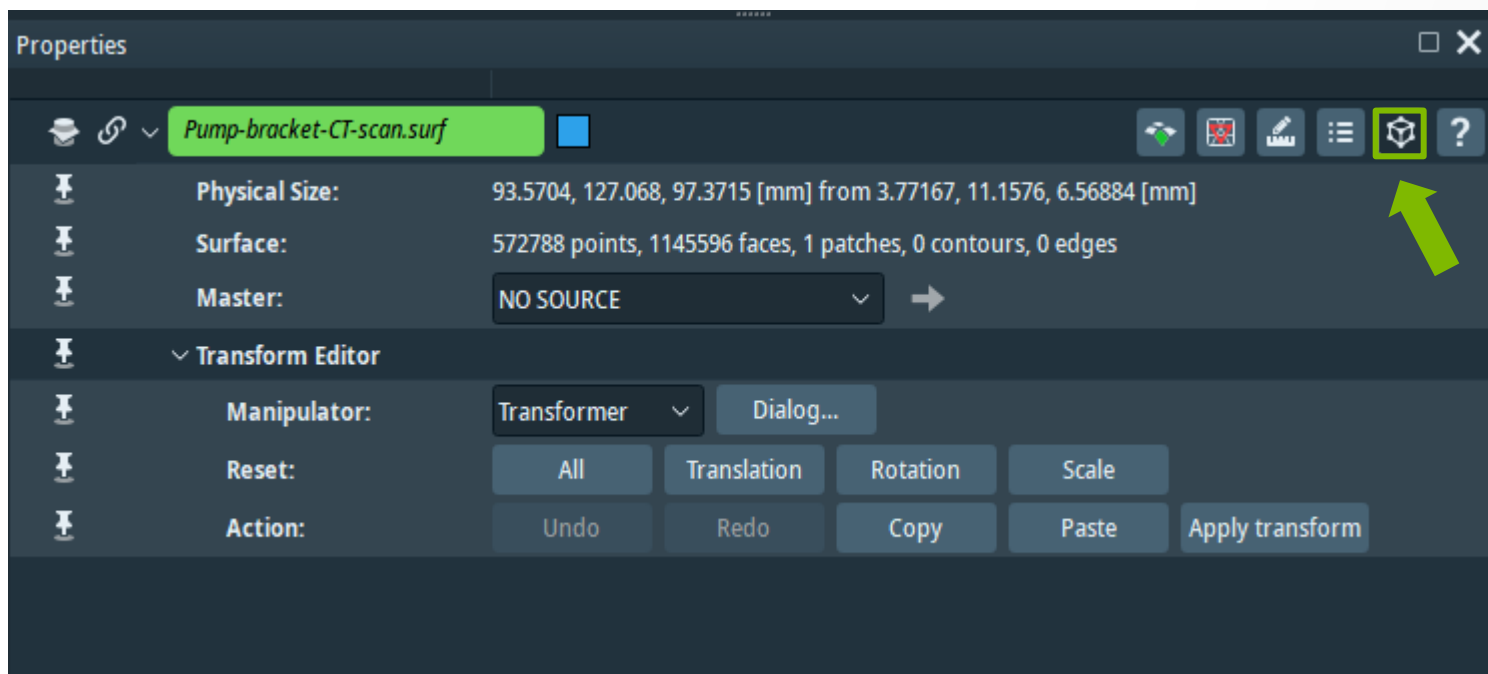 Properties
Pump-bracket-CT-scan.surf ?
Physical Size: 93.5704, 127.068, 97.3715 [mm] from 3.77167, 11.1576, 6.56884 [mm]
Surface: 572788 points, 1145596 faces, 1 patches, 0 contours, 0 edges
Master: NO SOURCE
Transform Editor
Manipulator: Transformer Dialog...
Reset: All Translation Rotation Scale
Action: Undo Redo Copy Paste Apply transform